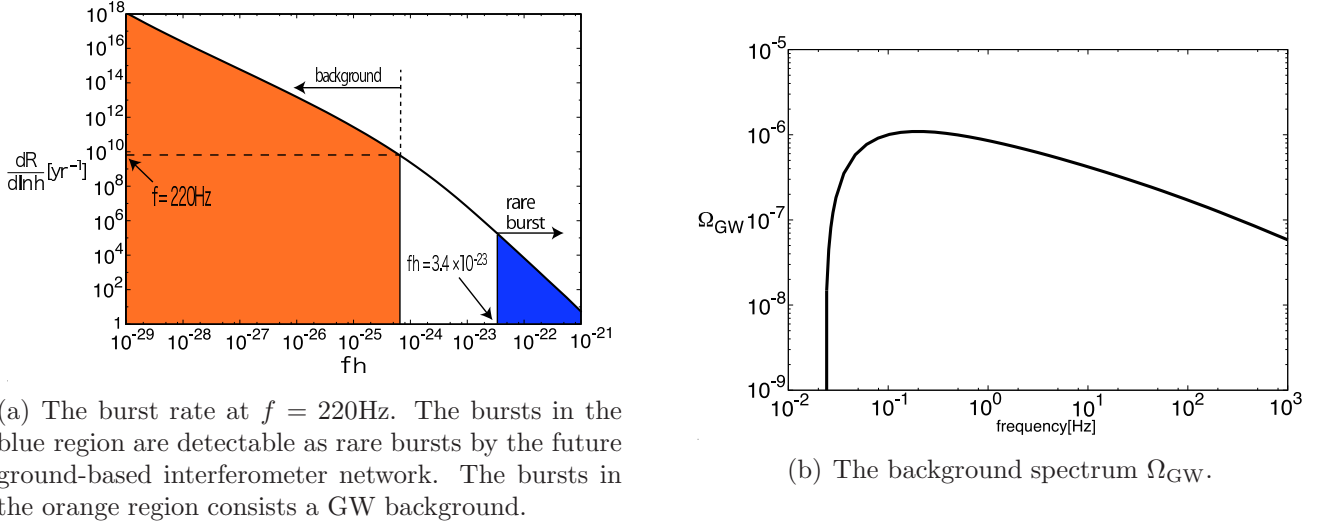 10^18
10^16
10^14
10^12
10^10
10^8
10^6
10^4
10^2
1
dR
dlnh [yr^-1]
background
f= 220Hz
rare
burst
fh =3.4 ×10^-23
10^-29 10^-28 10^-27 10^-26 10^-25 10^-24 10^-23 10^-22 10^-21
fh
(a) The burst rate at f = 220Hz. The bursts in the
blue region are detectable as rare bursts by the future
ground-based interferometer network. The bursts in
the orange region consists a GW background.
10^-5
10^-6
10^-7
10^-8
10^-9
Ω_GW
10^-2 10^-1 10^0 10^1 10^2 10^3
frequency[Hz]
(b) The background spectrum Ω_GW.